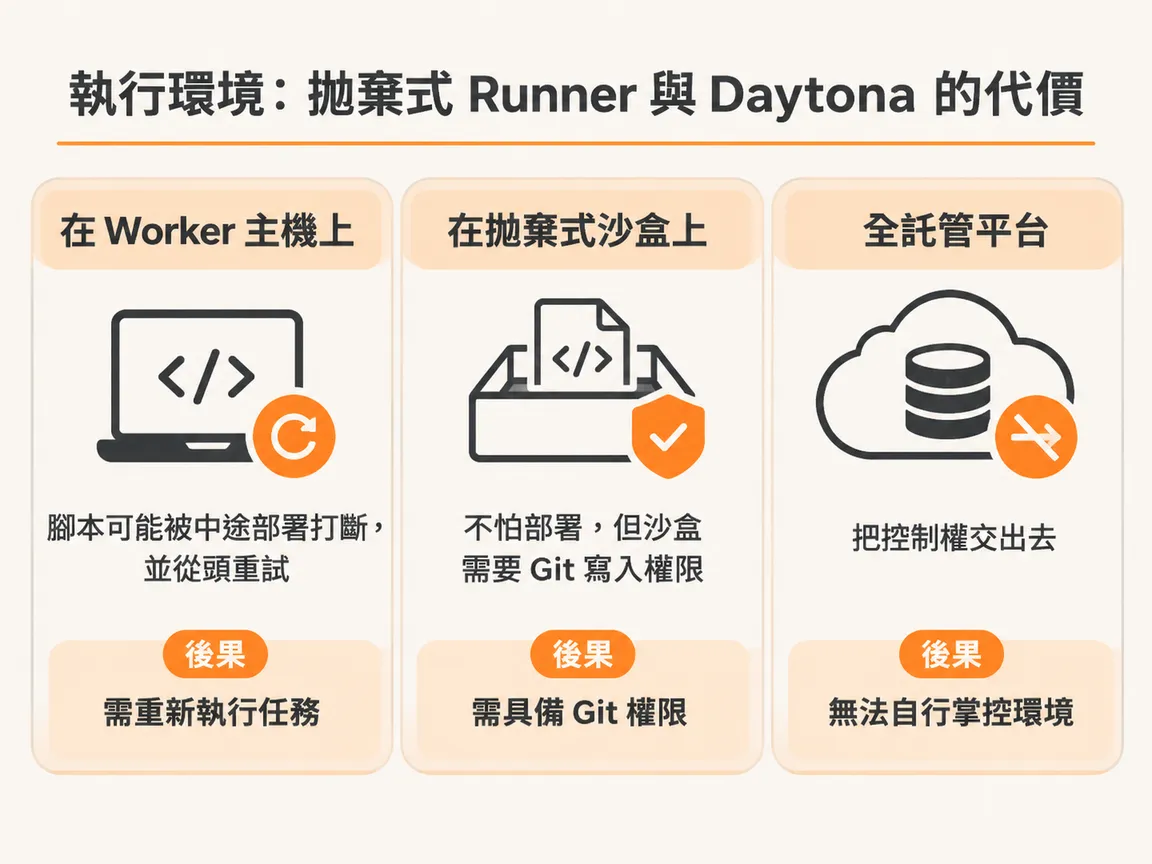 執行環境：拋棄式 Runner 與 Daytona 的代價
在 Worker 主機上
</>
腳本可能被中途部署打斷，
並從頭重試
後果
需重新執行任務
在拋棄式沙盒上
</>
不怕部署，但沙盒
需要 Git 寫入權限
後果
需具備 Git 權限
全託管平台
把控制權交出去
後果
無法自行掌控環境